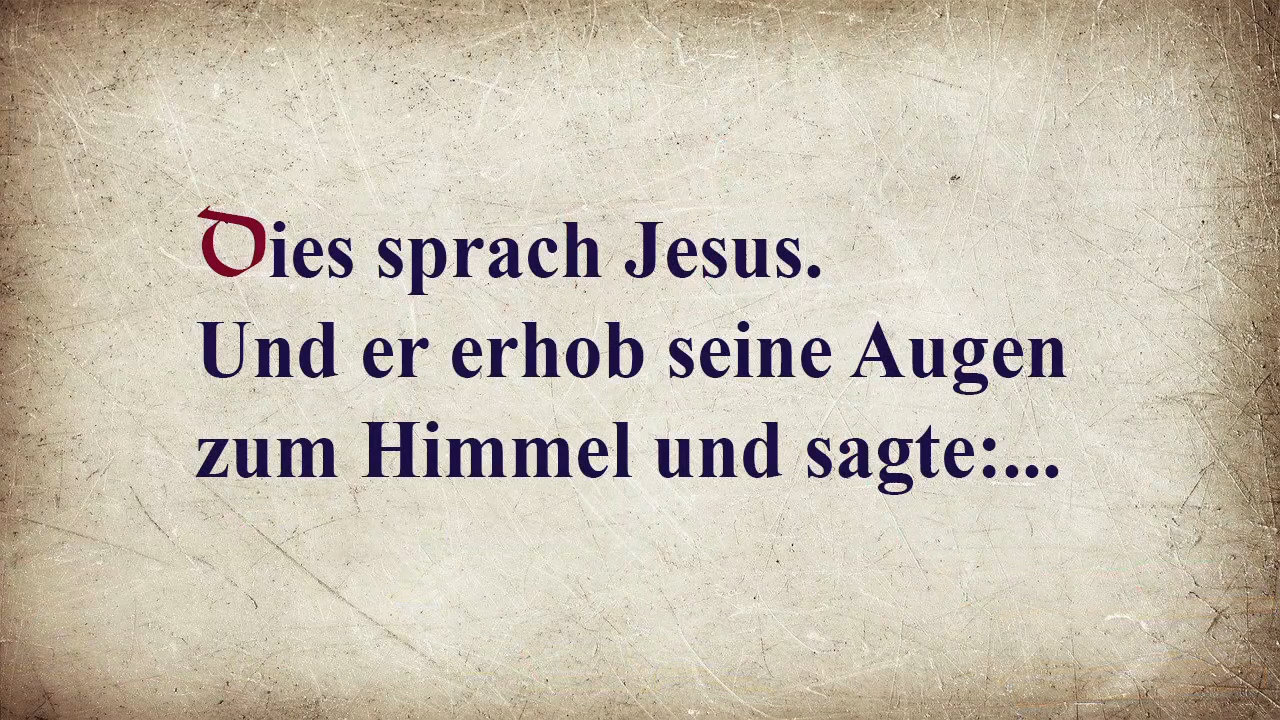 Dies sprach Jesus.
Und er erhob seine Augen
zum Himmel und sagte:...